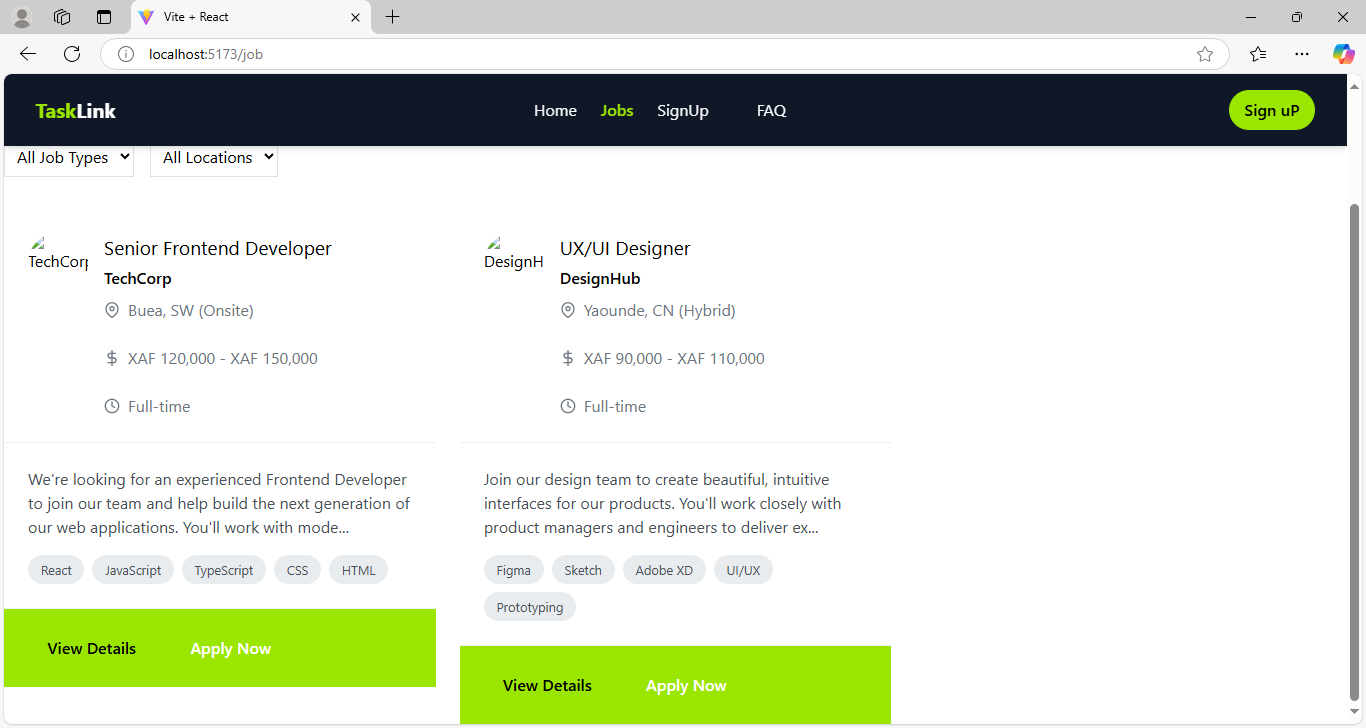 Vite + React
localhost:5173/job
TaskLink
Home Jobs SignUp FAQ
Sign uP
All Job Types All Locations
TechCorp
Senior Frontend Developer
TechCorp
Buea, SW (Onsite)
$ XAF 120,000 - XAF 150,000
Full-time
We're looking for an experienced Frontend Developer
to join our team and help build the next generation of
our web applications. You'll work with mode...
React JavaScript TypeScript CSS HTML
View Details Apply Now
DesignH
UX/UI Designer
DesignHub
Yaounde, CN (Hybrid)
$ XAF 90,000 - XAF 110,000
Full-time
Join our design team to create beautiful, intuitive
interfaces for our products. You'll work closely with
product managers and engineers to deliver ex...
Figma Sketch Adobe XD UI/UX
Prototyping
View Details Apply Now